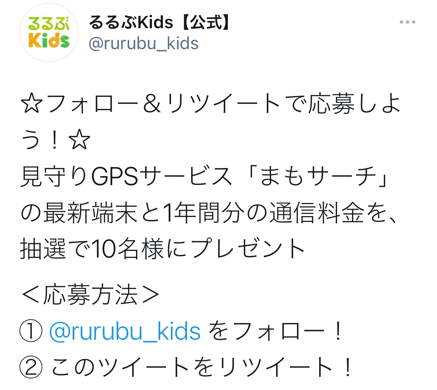 るるぶ
Kids
るるぶKids【公式】
@rurubu_kids
☆フォロー＆リツイートで応募しよ
う！☆
見守りGPSサービス「まもサーチ」
の最新端末と1年間分の通信料金を、
抽選で10名様にプレゼント
＜応募方法＞
① @rurubu_kids をフォロー！
② このツイートをリツイート！